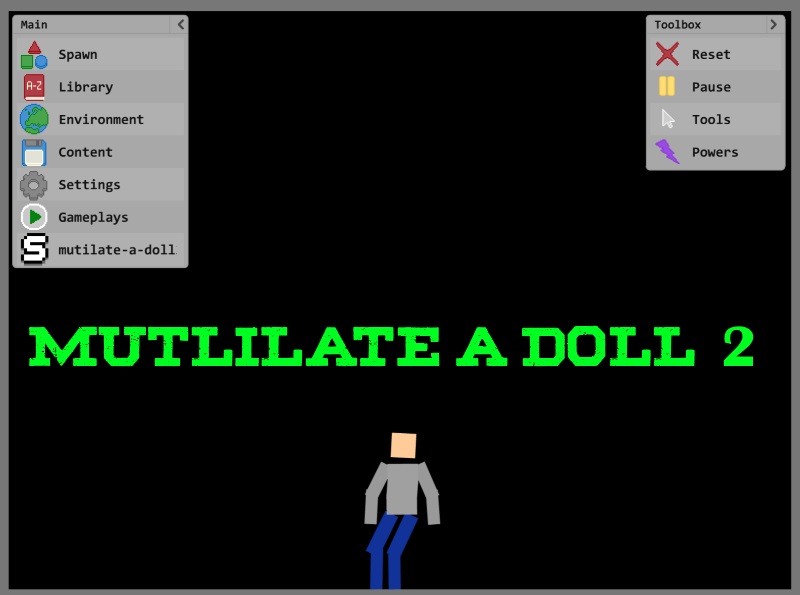 Main
Spawn
A-Z
Library
Environment
Content
Settings
Gameplays
S
mutilate-a-doll
Toolbox
Reset
Pause
Tools
Powers
MUTLILATE A DOLL 2